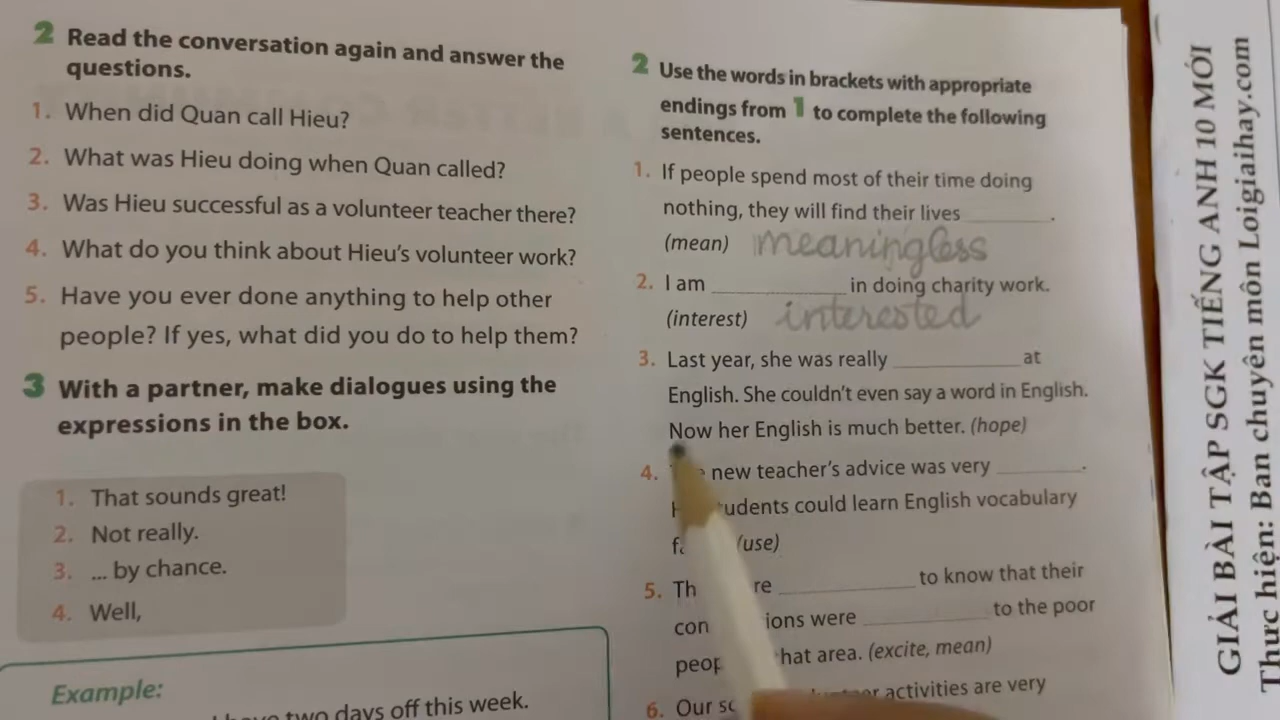 2 Read the conversation again and answer the
questions.
1. When did Quan call Hieu?
2. What was Hieu doing when Quan called?
3. Was Hieu successful as a volunteer teacher there?
4. What do you think about Hieu's volunteer work?
5. Have you ever done anything to help other
people? If yes, what did you do to help them?
3 With a partner, make dialogues using the
expressions in the box.
1. That sounds great!
2. Not really.
3. ... by chance.
4. Well,
Example:
two days off this week.
2 Use the words in brackets with appropriate
endings from 1 to complete the following
sentences.
1. If people spend most of their time doing
nothing, they will find their lives ________.
(mean) meaningless
2. I am ____________ in doing charity work.
(interest) interested
3. Last year, she was really ____________ at
English. She couldn't even say a word in English.
Now her English is much better. (hope)
4. new teacher's advice was very ________.
could learn English vocabulary
(use)
5. ____________ to know that their
were ____________ to the poor
that area. (excite, mean)
6. Our activities are very
GIẢI BÀI TẬP SGK TIẾNG ANH 10 MỚI
Thực hiện: Ban chuyên môn Loigiaihay.com